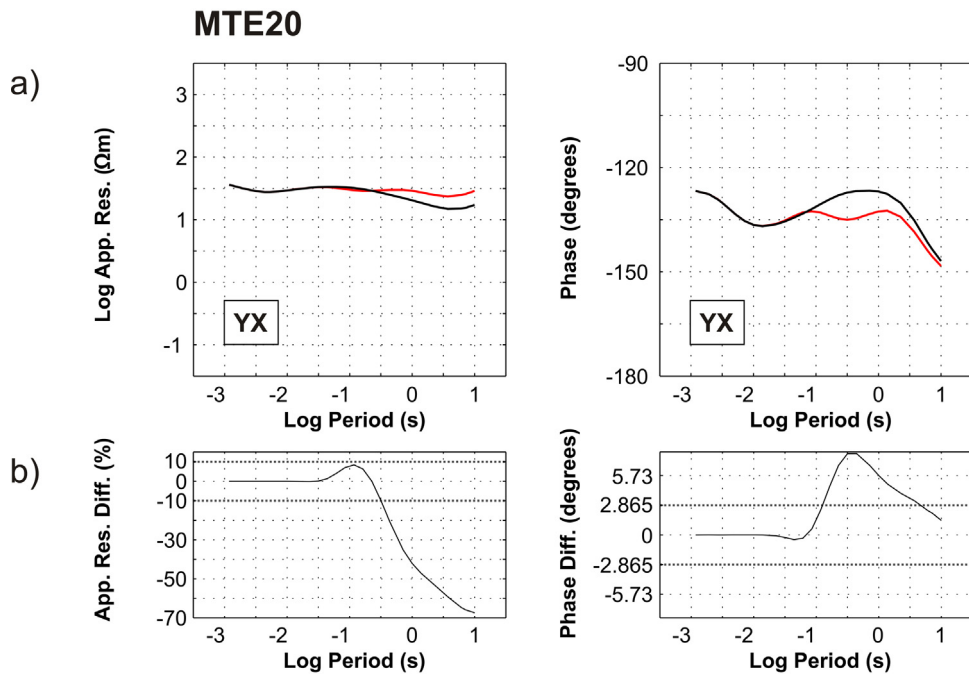 MTE20
a)
Log App. Res. (Ωm)
3
2
1
0
-1
YX
-3 -2 -1 0 1
Log Period (s)
Phase (degrees)
-90
-120
-150
-180
YX
-3 -2 -1 0 1
Log Period (s)
b)
App. Res. Diff. (%)
10
0
-10
-30
-50
-70
-3 -2 -1 0 1
Log Period (s)
Phase Diff. (degrees)
5.73
2.865
0
-2.865
-5.73
-3 -2 -1 0 1
Log Period (s)